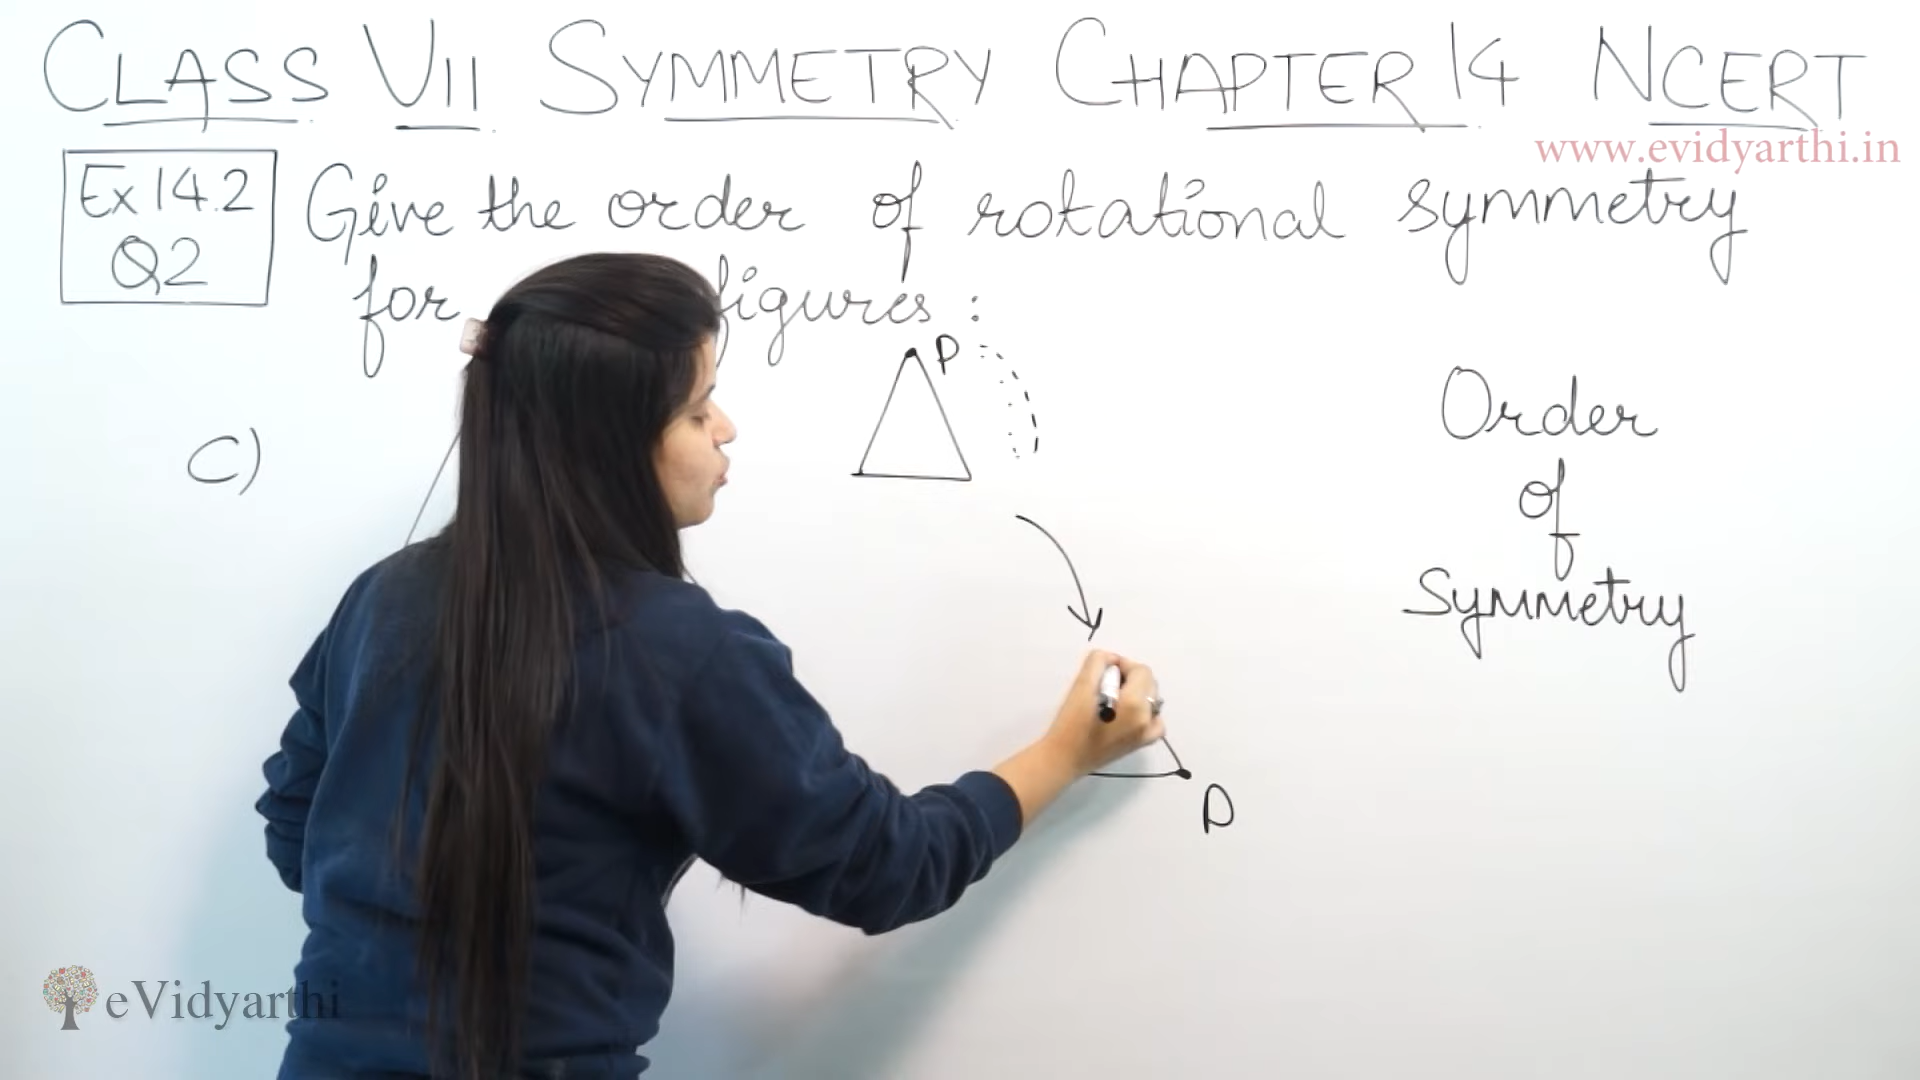 CLASS VII SYMMETRY CHAPTER 14 NCERT
www.evidyarthi.in
Ex 14.2
Q2
Give the order of rotational symmetry
for figures :
P
C)
Order
of
Symmetry
P
eVidyarthi